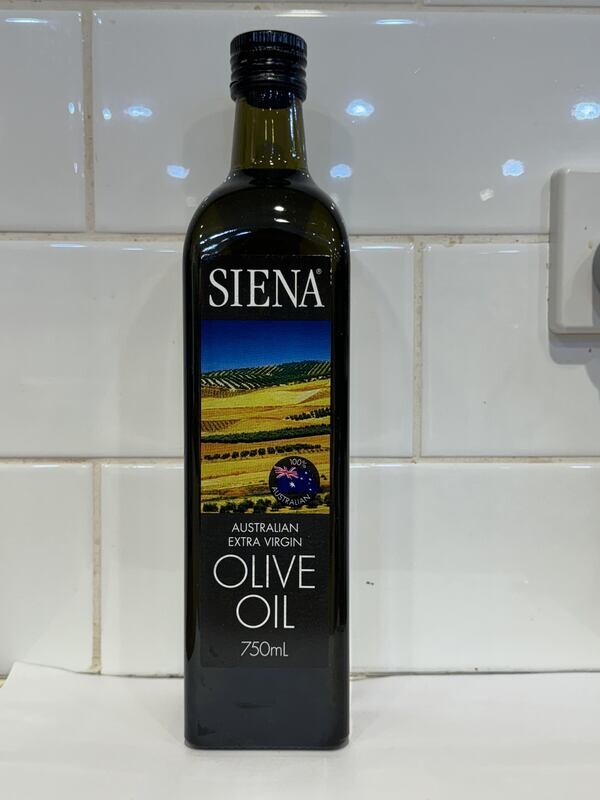 SIENA®
100%
AUSTRALIAN
AUSTRALIAN
EXTRA VIRGIN
OLIVE
OIL
750mL